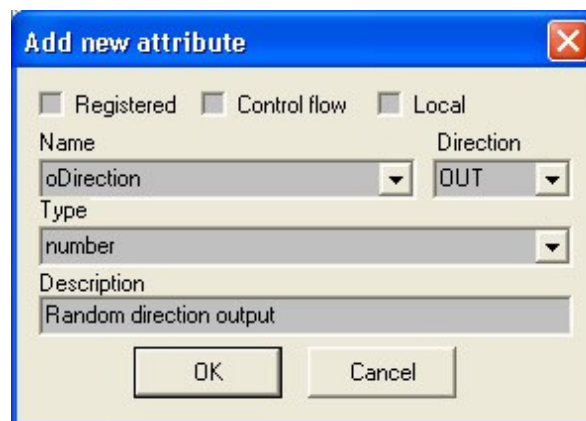 Add new attribute
Registered Control flow Local
Name Direction
oDirection OUT
Type
number
Description
Random direction output
OK Cancel